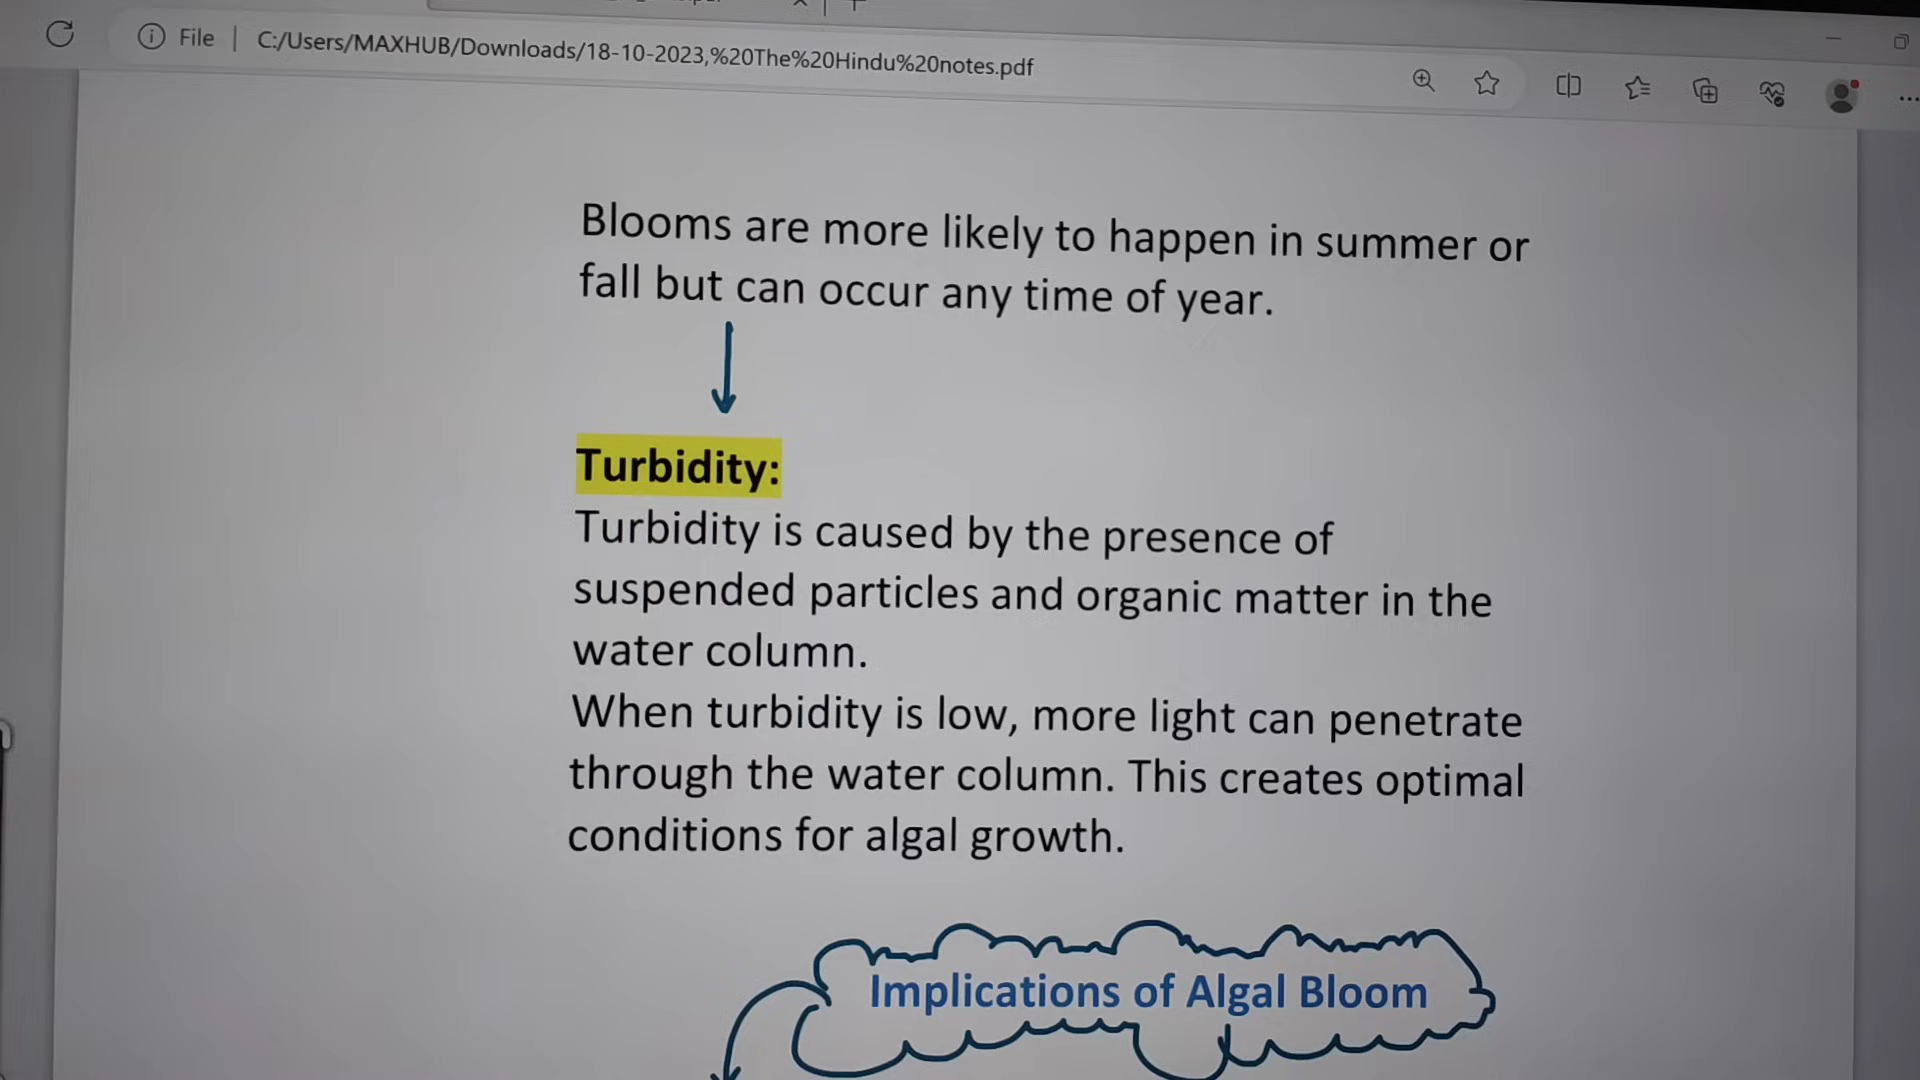 File
C:/Users/MAXHUB/Downloads/18-10-2023,%20The%20Hindu%20notes.pdf
Blooms are more likely to happen in summer or
fall but can occur any time of year.
Turbidity:
Turbidity is caused by the presence of
suspended particles and organic matter in the
water column.
When turbidity is low, more light can penetrate
through the water column. This creates optimal
conditions for algal growth.
Implications of Algal Bloom